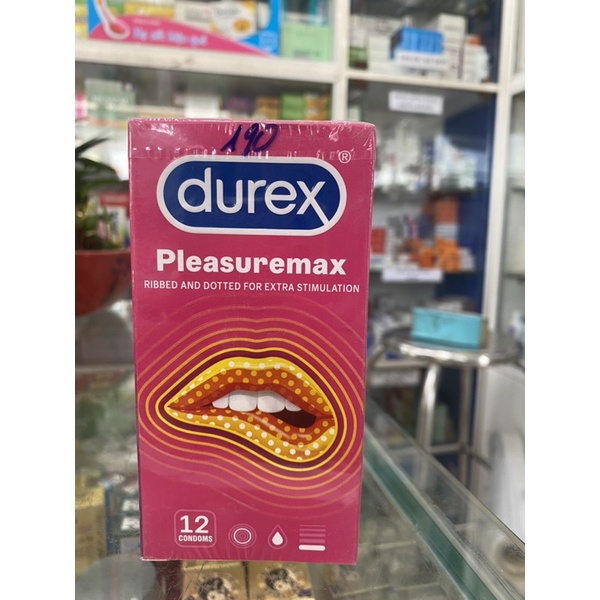 190
durex®
Pleasuremax
RIBBED AND DOTTED FOR EXTRA STIMULATION
12
CONDOMS